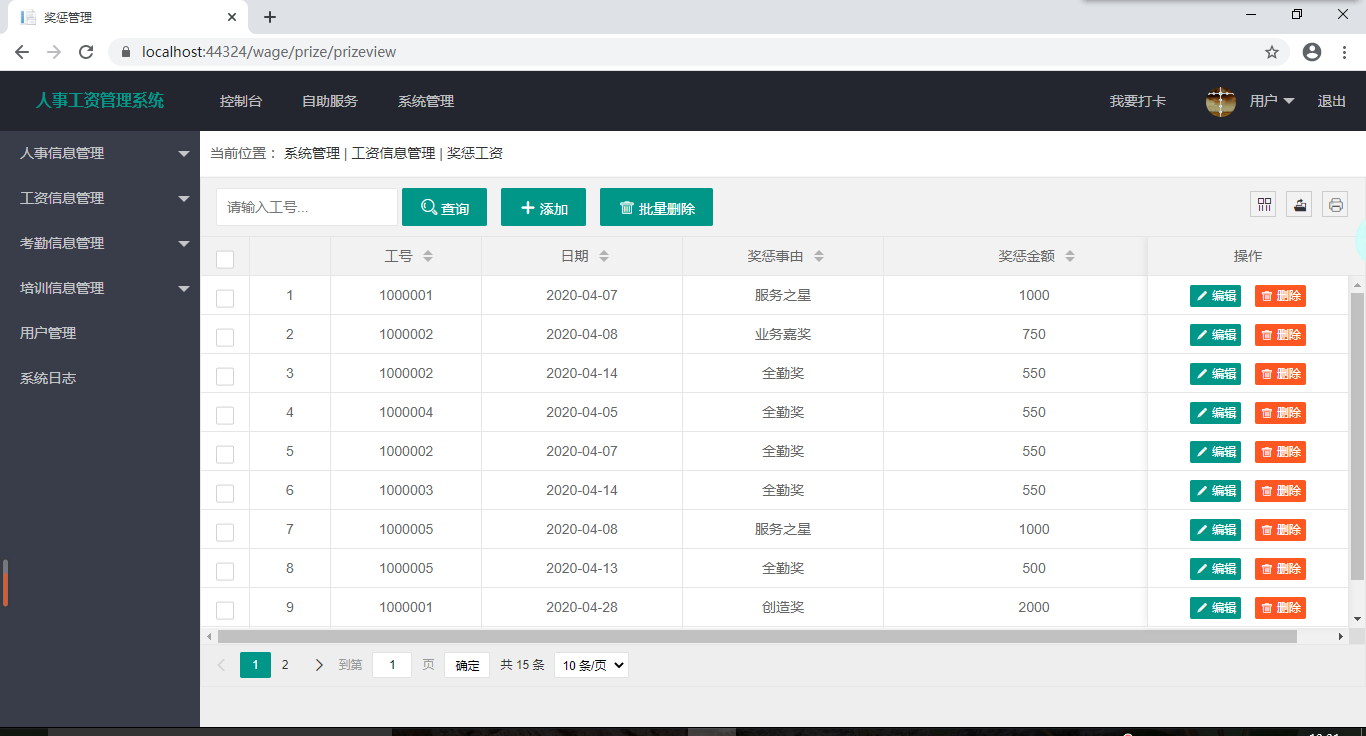 奖惩管理
localhost:44324/wage/prize/prizeview
人事工资管理系统 控制台 自助服务 系统管理 我要打卡 用户 退出
人事信息管理
工资信息管理
考勤信息管理
培训信息管理
用户管理
系统日志
当前位置： 系统管理 | 工资信息管理 | 奖惩工资
请输入工号... 查询 添加 批量删除
工号 日期 奖惩事由 奖惩金额 操作
1 1000001 2020-04-07 服务之星 1000 编辑 删除
2 1000002 2020-04-08 业务嘉奖 750 编辑 删除
3 1000002 2020-04-14 全勤奖 550 编辑 删除
4 1000004 2020-04-05 全勤奖 550 编辑 删除
5 1000002 2020-04-07 全勤奖 550 编辑 删除
6 1000003 2020-04-14 全勤奖 550 编辑 删除
7 1000005 2020-04-08 服务之星 1000 编辑 删除
8 1000005 2020-04-13 全勤奖 500 编辑 删除
9 1000001 2020-04-28 创造奖 2000 编辑 删除
1 2 到第 1 页 确定 共 15 条 10 条/页